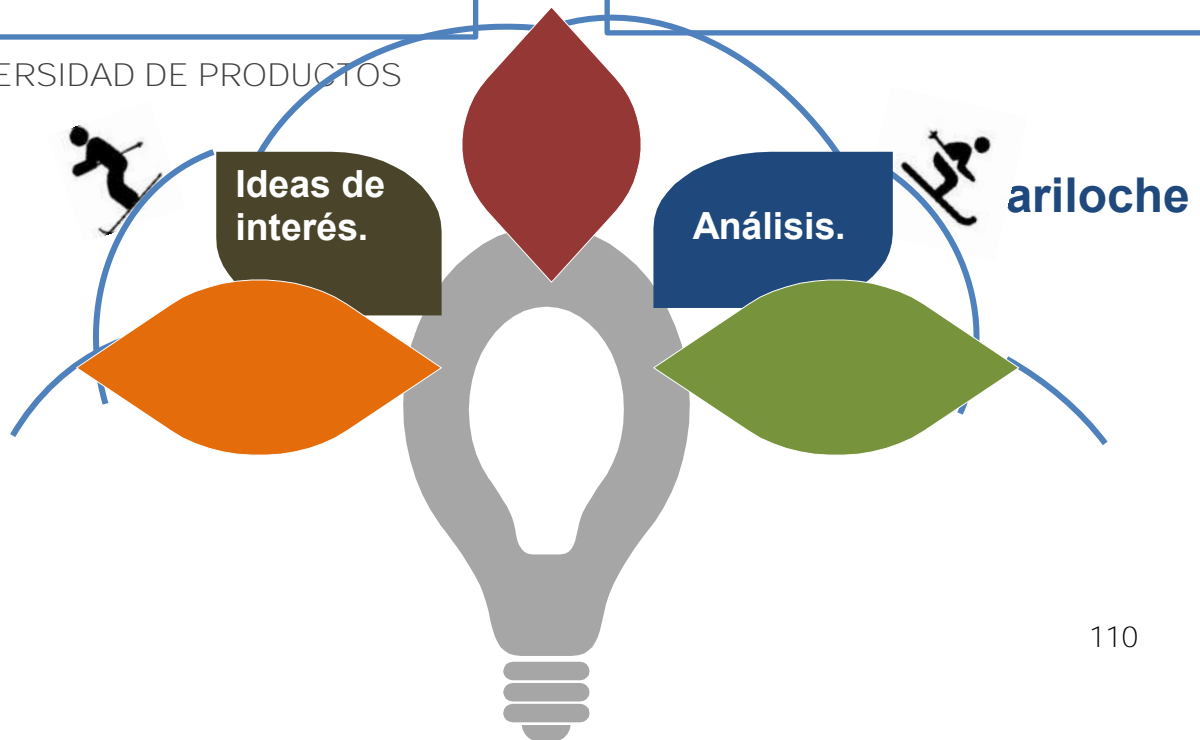 ERSIDAD DE PRODUCTOS
Ideas de
interés.
Análisis.
ariloche
110